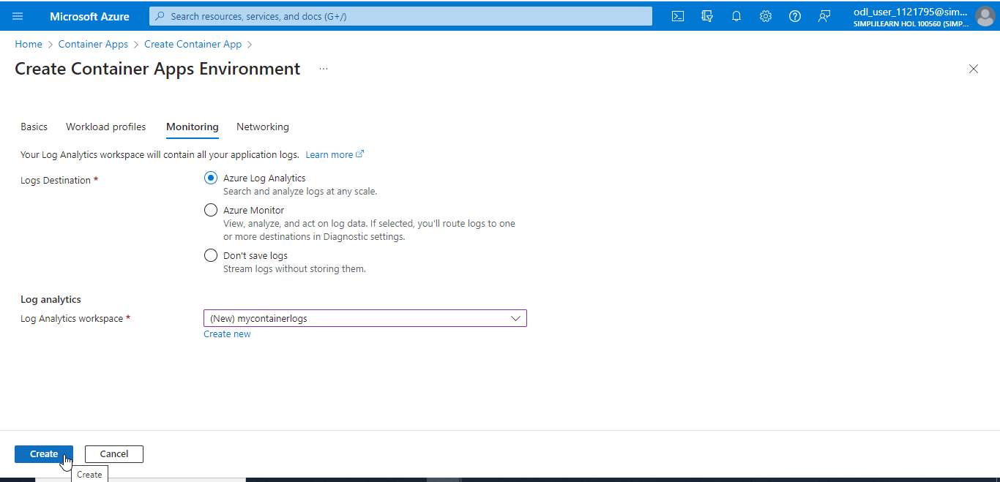 Microsoft Azure
Search resources, services, and docs (G+/)
odl_user_1121795@sim...
SIMPLILEARN HOL 100560 (SIMP...
Home > Container Apps > Create Container App >
Create Container Apps Environment ...
Basics Workload profiles Monitoring Networking
Your Log Analytics workspace will contain all your application logs. Learn more
Logs Destination *
Azure Log Analytics
Search and analyze logs at any scale.
Azure Monitor
View, analyze, and act on log data. If selected, you'll route logs to one
or more destinations in Diagnostic settings.
Don't save logs
Stream logs without storing them.
Log analytics
Log Analytics workspace *
(New) mycontainerlogs
Create new
Create Cancel
Create